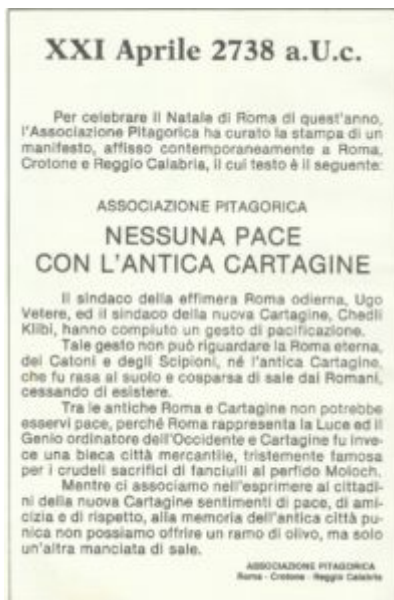 XXI Aprile 2738 a.U.c.
Per celebrare il Natale di Roma di quest'anno,
l'Associazione Pitagorica ha curato la stampa di un
manifesto, affisso contemporaneamente a Roma,
Crotone e Reggio Calabria, il cui testo è il seguente:
ASSOCIAZIONE PITAGORICA
NESSUNA PACE
CON L'ANTICA CARTAGINE
Il sindaco della effimera Roma odierna, Ugo
Vetere, ed il sindaco della nuova Cartagine, Chedli
Klibi, hanno compiuto un gesto di pacificazione.
Tale gesto non può riguardare la Roma eterna,
dei Catoni e degli Scipioni, né l'antica Cartagine,
che fu rasa al suolo e cosparsa di sale dai Romani,
cessando di esistere.
Tra le antiche Roma e Cartagine non potrebbe
esservi pace, perché Roma rappresenta la Luce ed il
Genio ordinatore dell'Occidente e Cartagine fu inve-
ce una bieca città mercantile, tristemente famosa
per i crudeli sacrifici di fanciulli al perfido Moloch.
Mentre ci associamo nell'esprimere ai cittadi-
ni della nuova Cartagine sentimenti di pace, di ami-
cizia e di rispetto, alla memoria dell'antica città pu-
nica non possiamo offrire un ramo di olivo, ma solo
un'altra manciata di sale.
ASSOCIAZIONE PITAGORICA
Roma - Crotone - Reggio Calabria